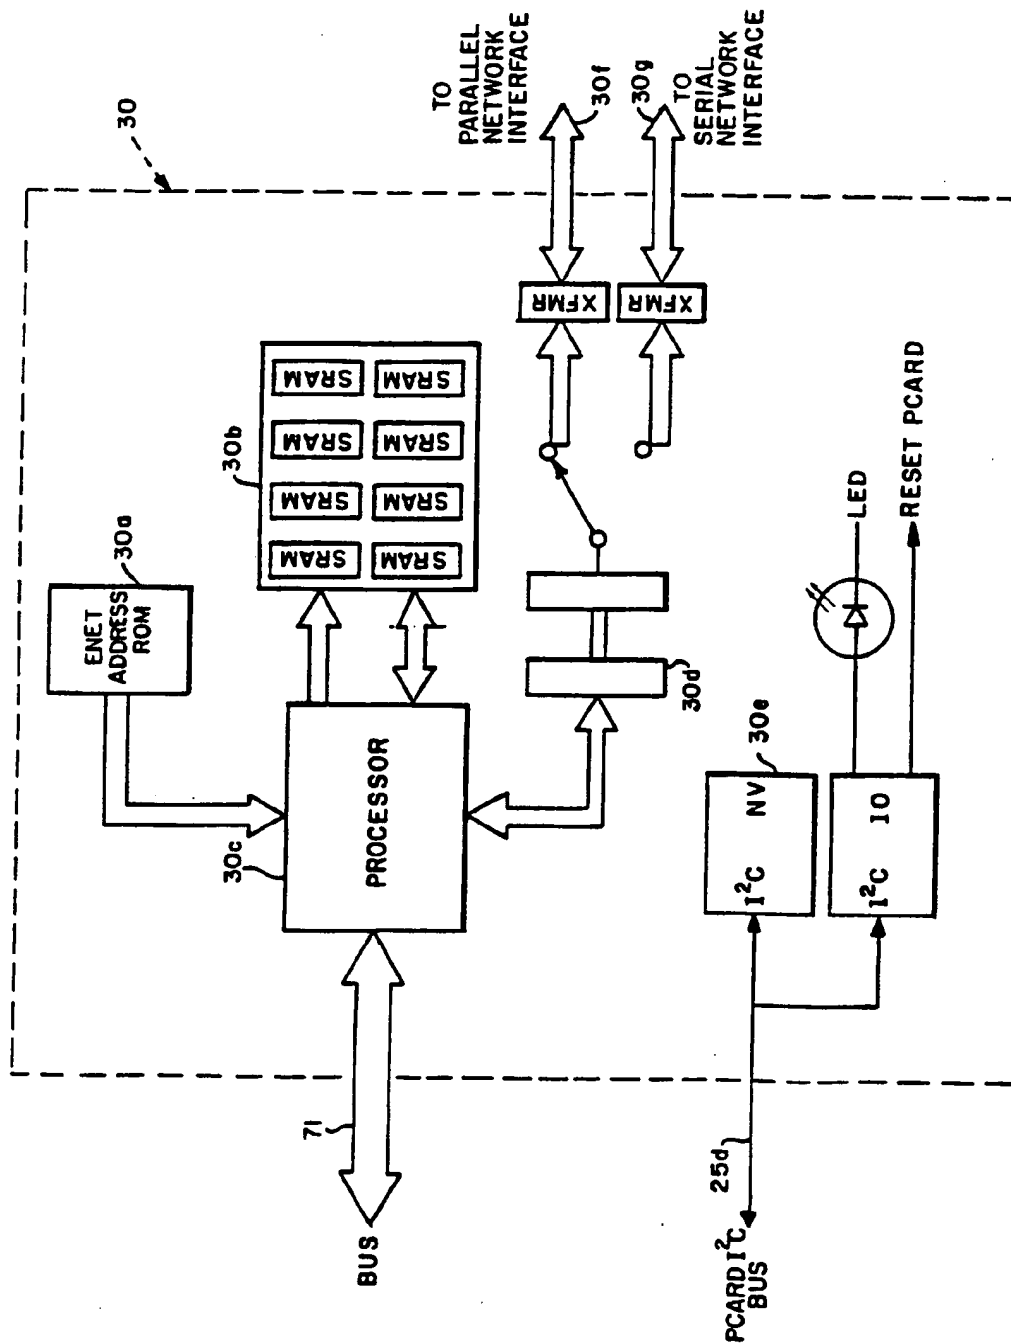 30
ENET
ADDRESS
ROM
30a
30b
SRAM
SRAM
SRAM
SRAM
SRAM
SRAM
SRAM
SRAM
30c
PROCESSOR
71
BUS
30d
XFMR
XFMR
TO
PARALLEL
NETWORK
INTERFACE
30f
30g
TO
SERIAL
NETWORK
INTERFACE
I²C NV
30e
I²C IO
LED
RESET PCARD
25d
PCARD I²C
BUS